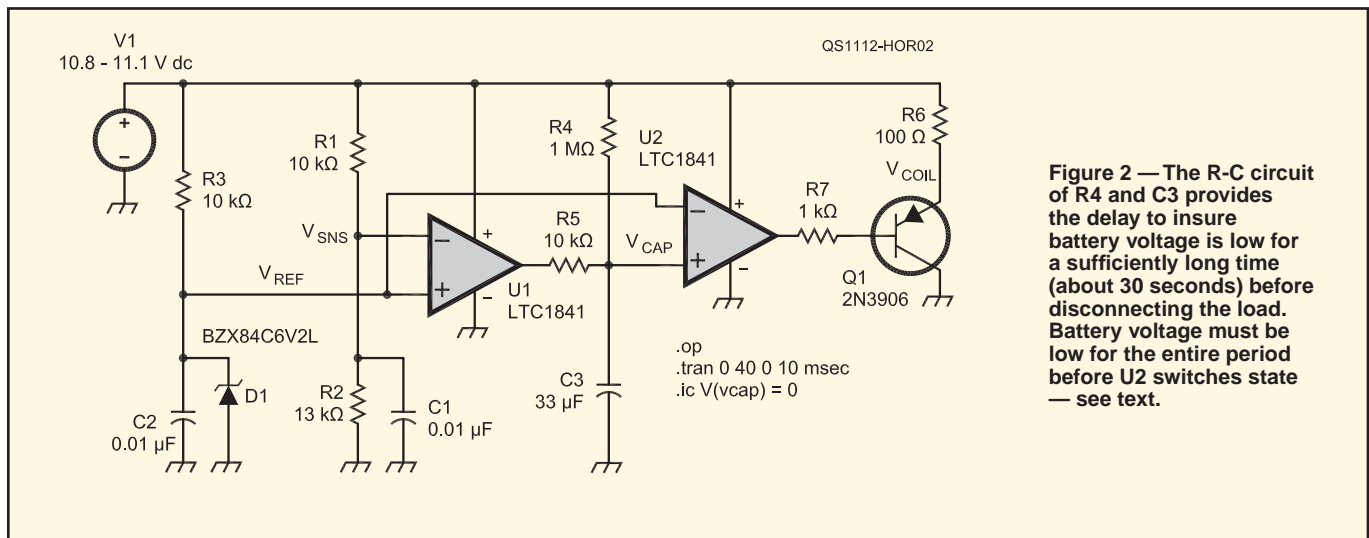 V1
10.8 - 11.1 V dc
QS1112-HOR02
R3
10 kΩ
R1
10 kΩ
V SNS
V REF
−
+
+
−
U1
LTC1841
R5
10 kΩ
R4
1 MΩ
U2
LTC1841
V CAP
−
+
+
−
R7
1 kΩ
R6
100 Ω
V COIL
Q1
2N3906
BZX84C6V2L
D1
C2
0.01 µF
R2
13 kΩ
C1
0.01 µF
C3
33 µF
.op
.tran 0 40 0 10 msec
.ic V(vcap) = 0
+
−
Figure 2 — The R-C circuit
of R4 and C3 provides
the delay to insure
battery voltage is low for
a sufficiently long time
(about 30 seconds) before
disconnecting the load.
Battery voltage must be
low for the entire period
before U2 switches state
— see text.